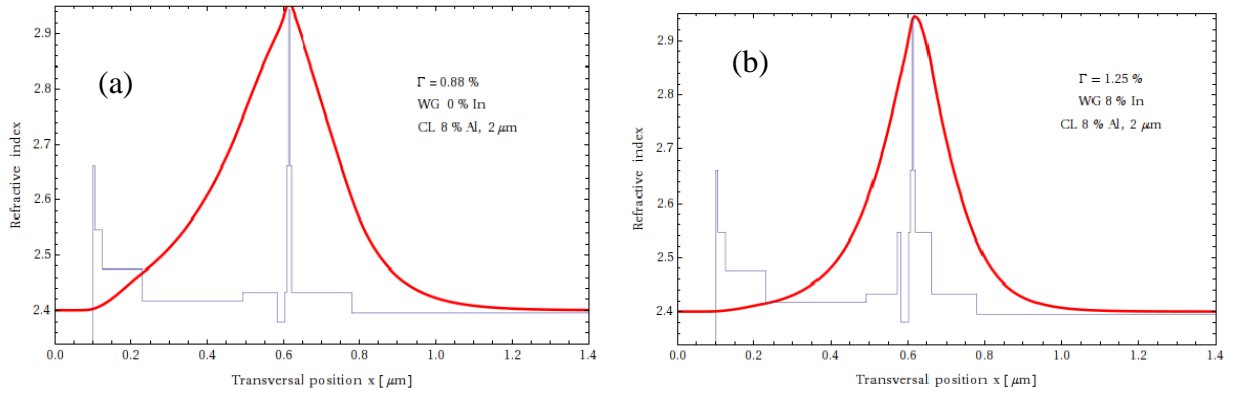 (a)
Refractive index
2.9
2.8
2.7
2.6
2.5
2.4
Γ = 0.88 %
WG 0 % In
CL 8 % Al, 2 μm
0.0 0.2 0.4 0.6 0.8 1.0 1.2 1.4
Transversal position x [ μm]
(b)
Refractive index
2.9
2.8
2.7
2.6
2.5
2.4
Γ = 1.25 %
WG 8 % In
CL 8 % Al, 2 μm
0.0 0.2 0.4 0.6 0.8 1.0 1.2 1.4
Transversal position x [ μm]